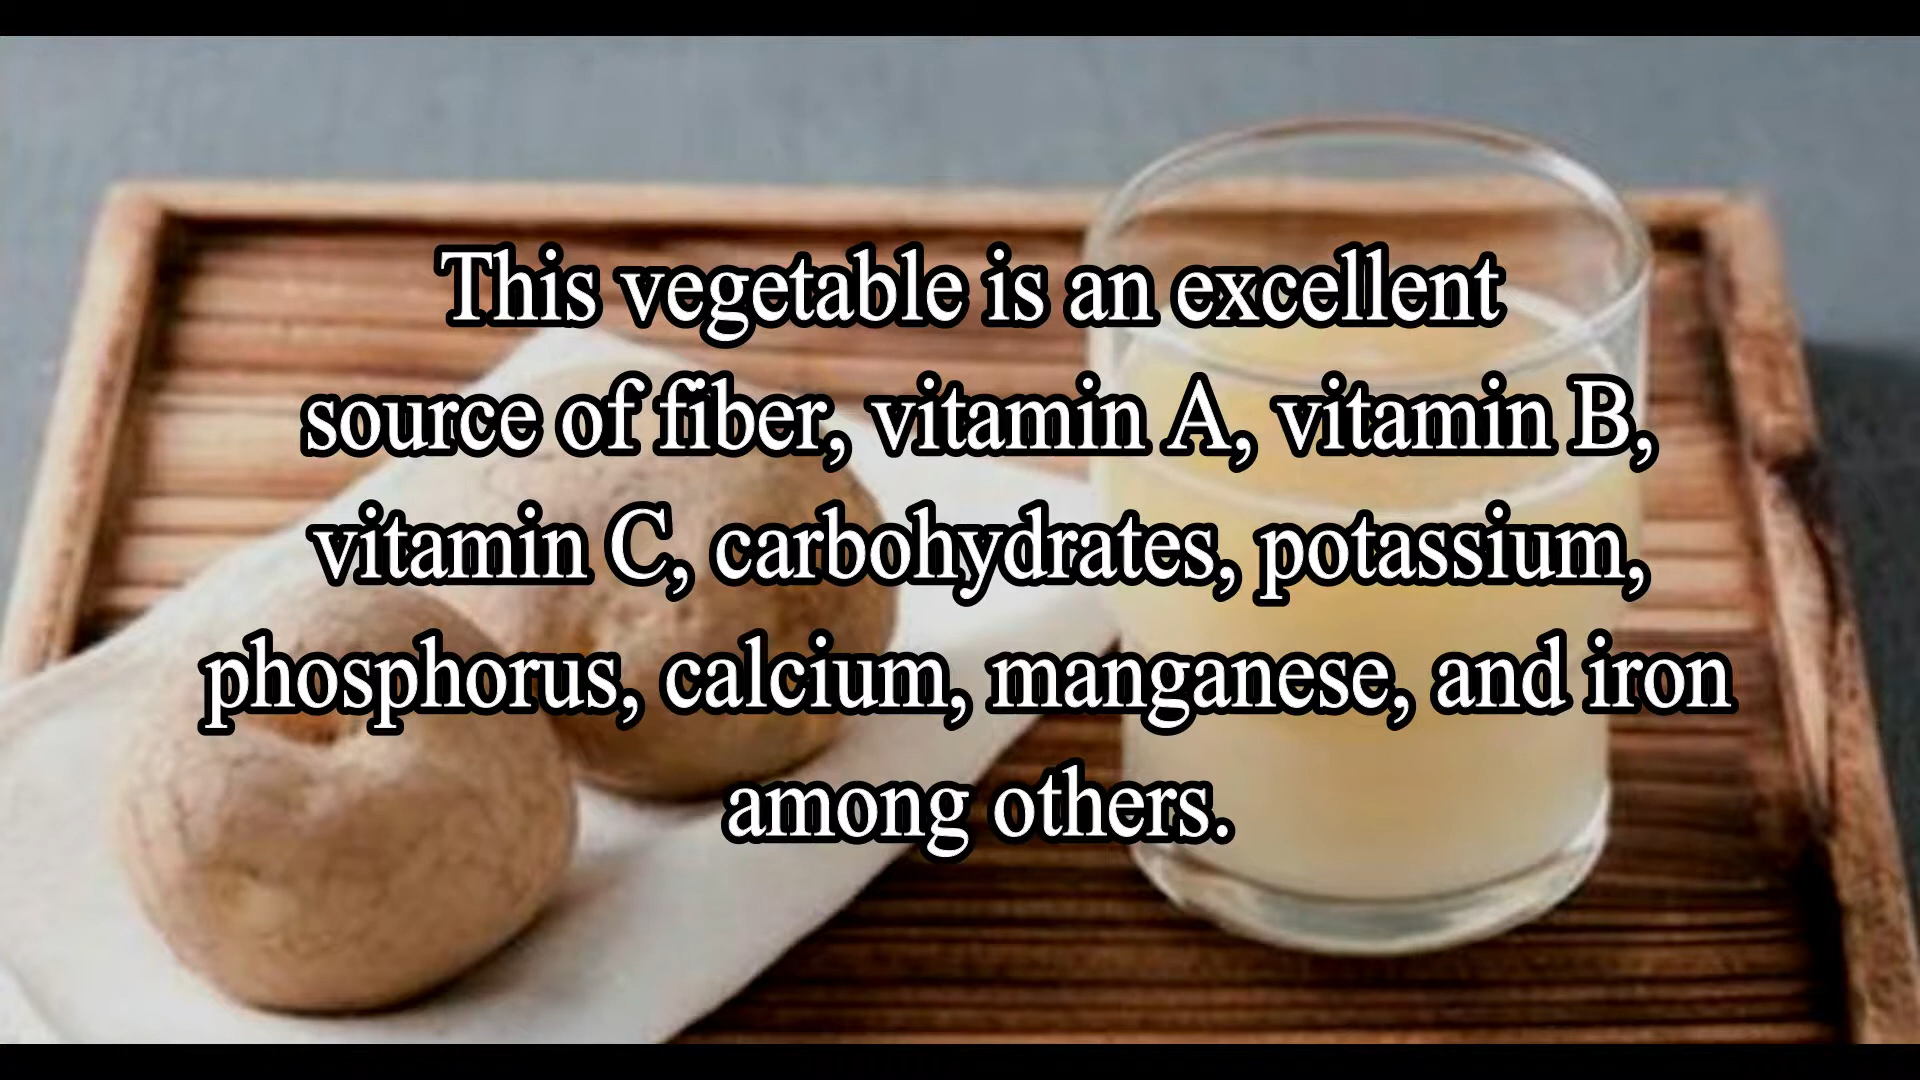 This vegetable is an excellent
source of fiber, vitamin A, vitamin B,
vitamin C, carbohydrates, potassium,
phosphorus, calcium, manganese, and iron
among others.